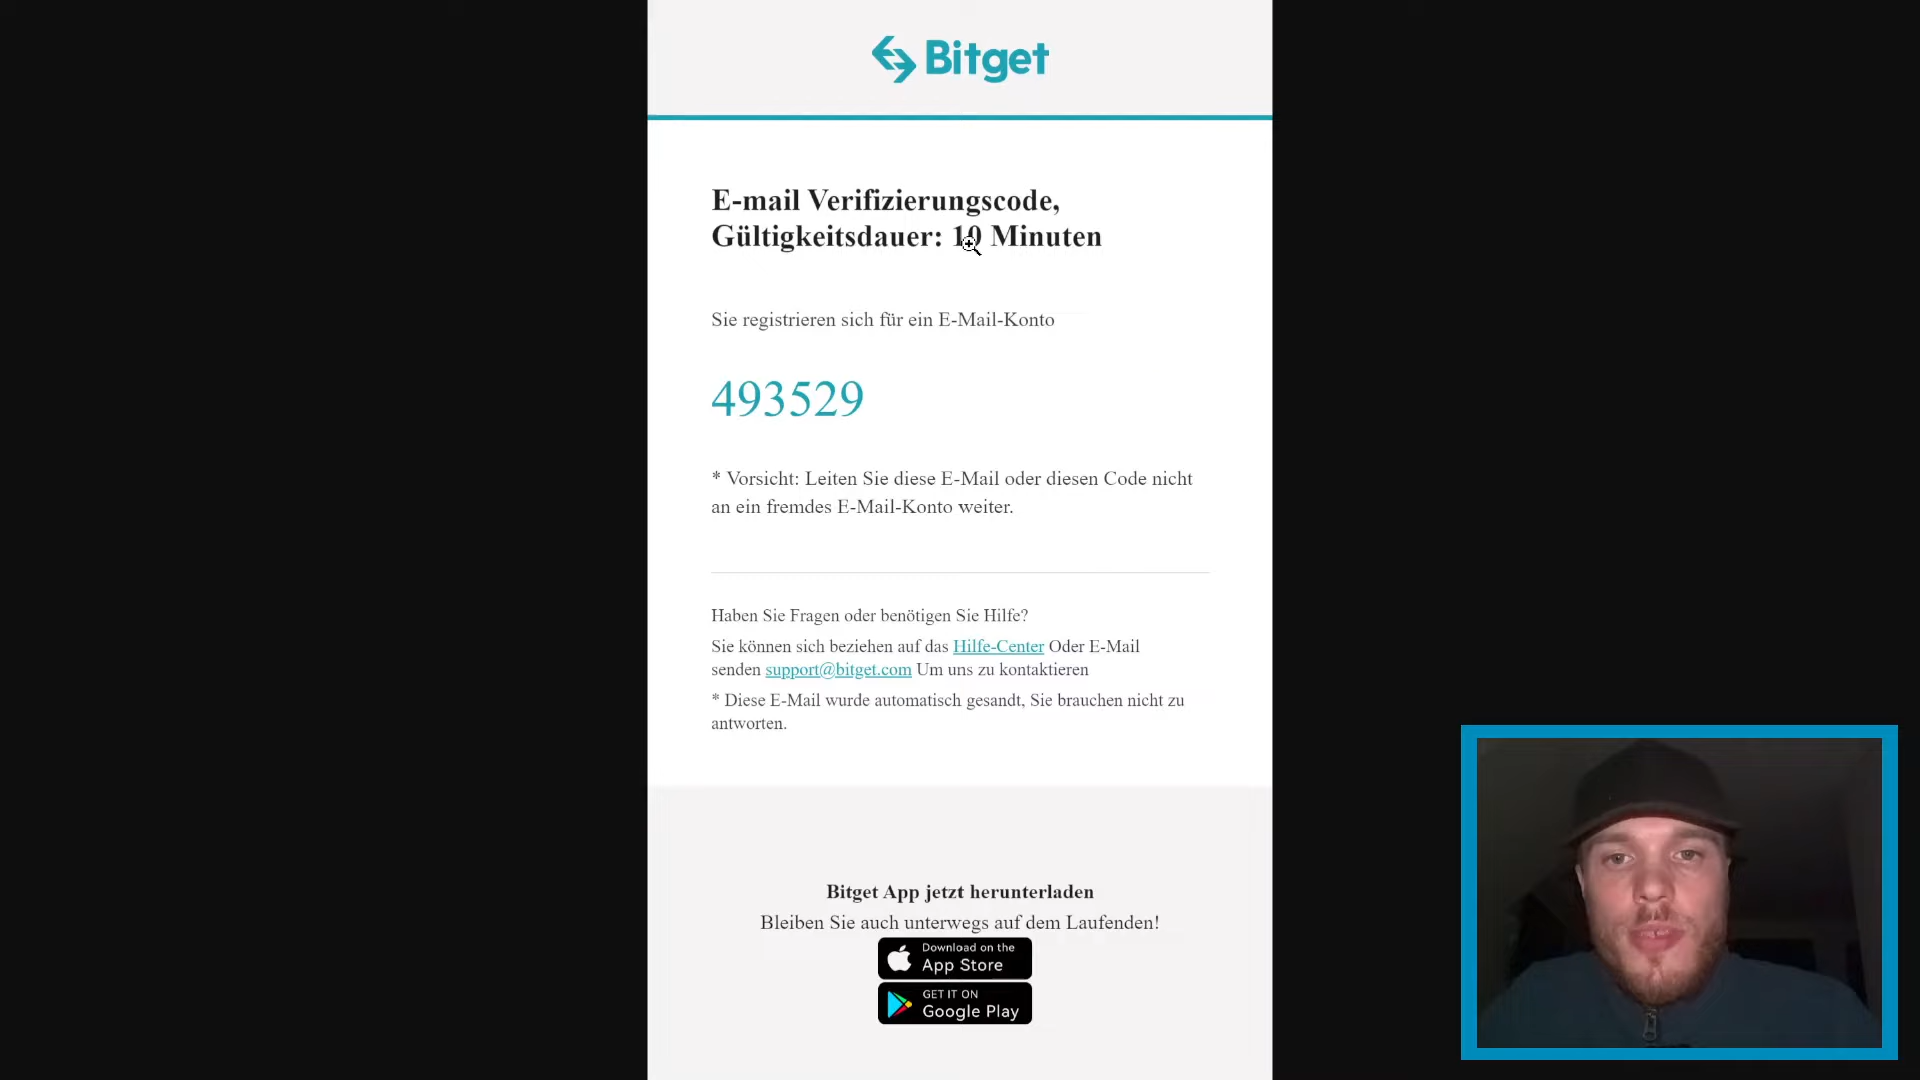 Bitget
E-mail Verifizierungscode,
Gültigkeitsdauer: 10 Minuten
Sie registrieren sich für ein E-Mail-Konto
493529
* Vorsicht: Leiten Sie diese E-Mail oder diesen Code nicht
an ein fremdes E-Mail-Konto weiter.
Haben Sie Fragen oder benötigen Sie Hilfe?
Sie können sich beziehen auf das Hilfe-Center Oder E-Mail
senden support@bitget.com Um uns zu kontaktieren
* Diese E-Mail wurde automatisch gesandt, Sie brauchen nicht zu
antworten.
Bitget App jetzt herunterladen
Bleiben Sie auch unterwegs auf dem Laufenden!
Download on the
App Store
GET IT ON
Google Play